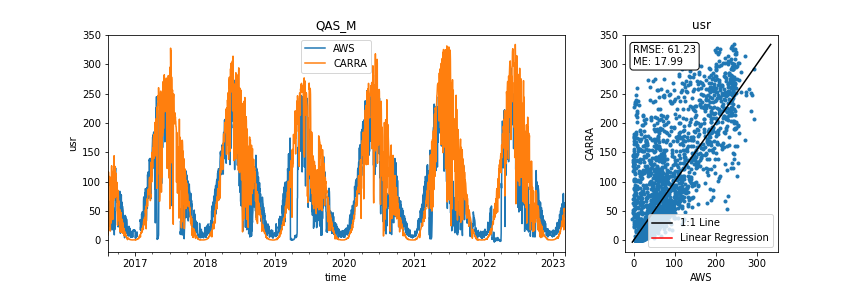 QAS_M
350
300
250
200
150
100
50
0
usr
AWS
CARRA
2017
2018
2019
2020
2021
2022
2023
time
usr
350
300
250
200
150
100
50
0
CARRA
RMSE: 61.23
ME: 17.99
1:1 Line
Linear Regression
0
100
200
300
AWS